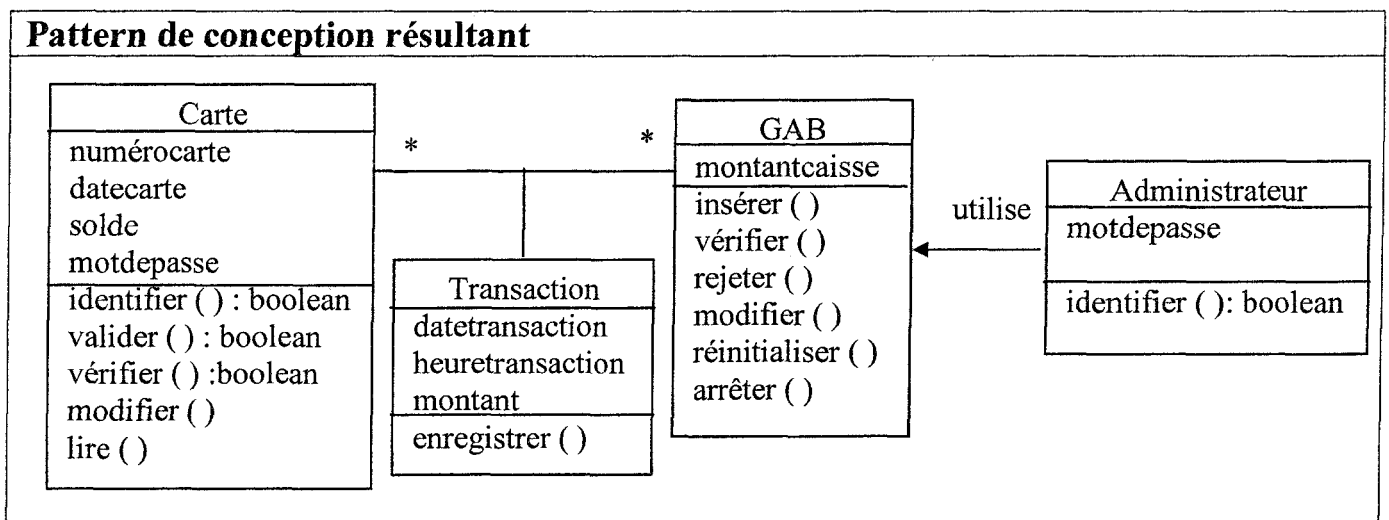 Pattern de conception résultant
Carte
numérocarte
datecarte
solde
motdepasse
identifier ( ) : boolean
valider ( ) : boolean
vérifier ( ) :boolean
modifier ( )
lire ( )
*
*
Transaction
datetransaction
heuretransaction
montant
enregistrer ( )
GAB
montantcaisse
insérer ( )
vérifier ( )
rejeter ( )
modifier ( )
réinitialiser ( )
arrêter ( )
utilise
Administrateur
motdepasse
identifier ( ): boolean